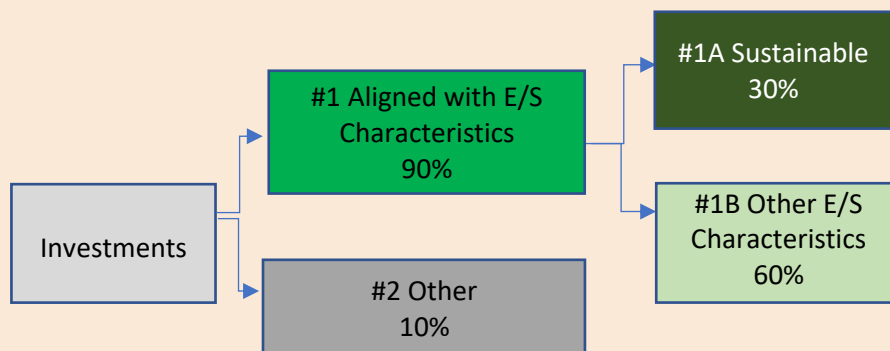 #1A Sustainable
30%
#1 Aligned with E/S
Characteristics
90%
#1B Other E/S
Characteristics
60%
Investments
#2 Other
10%